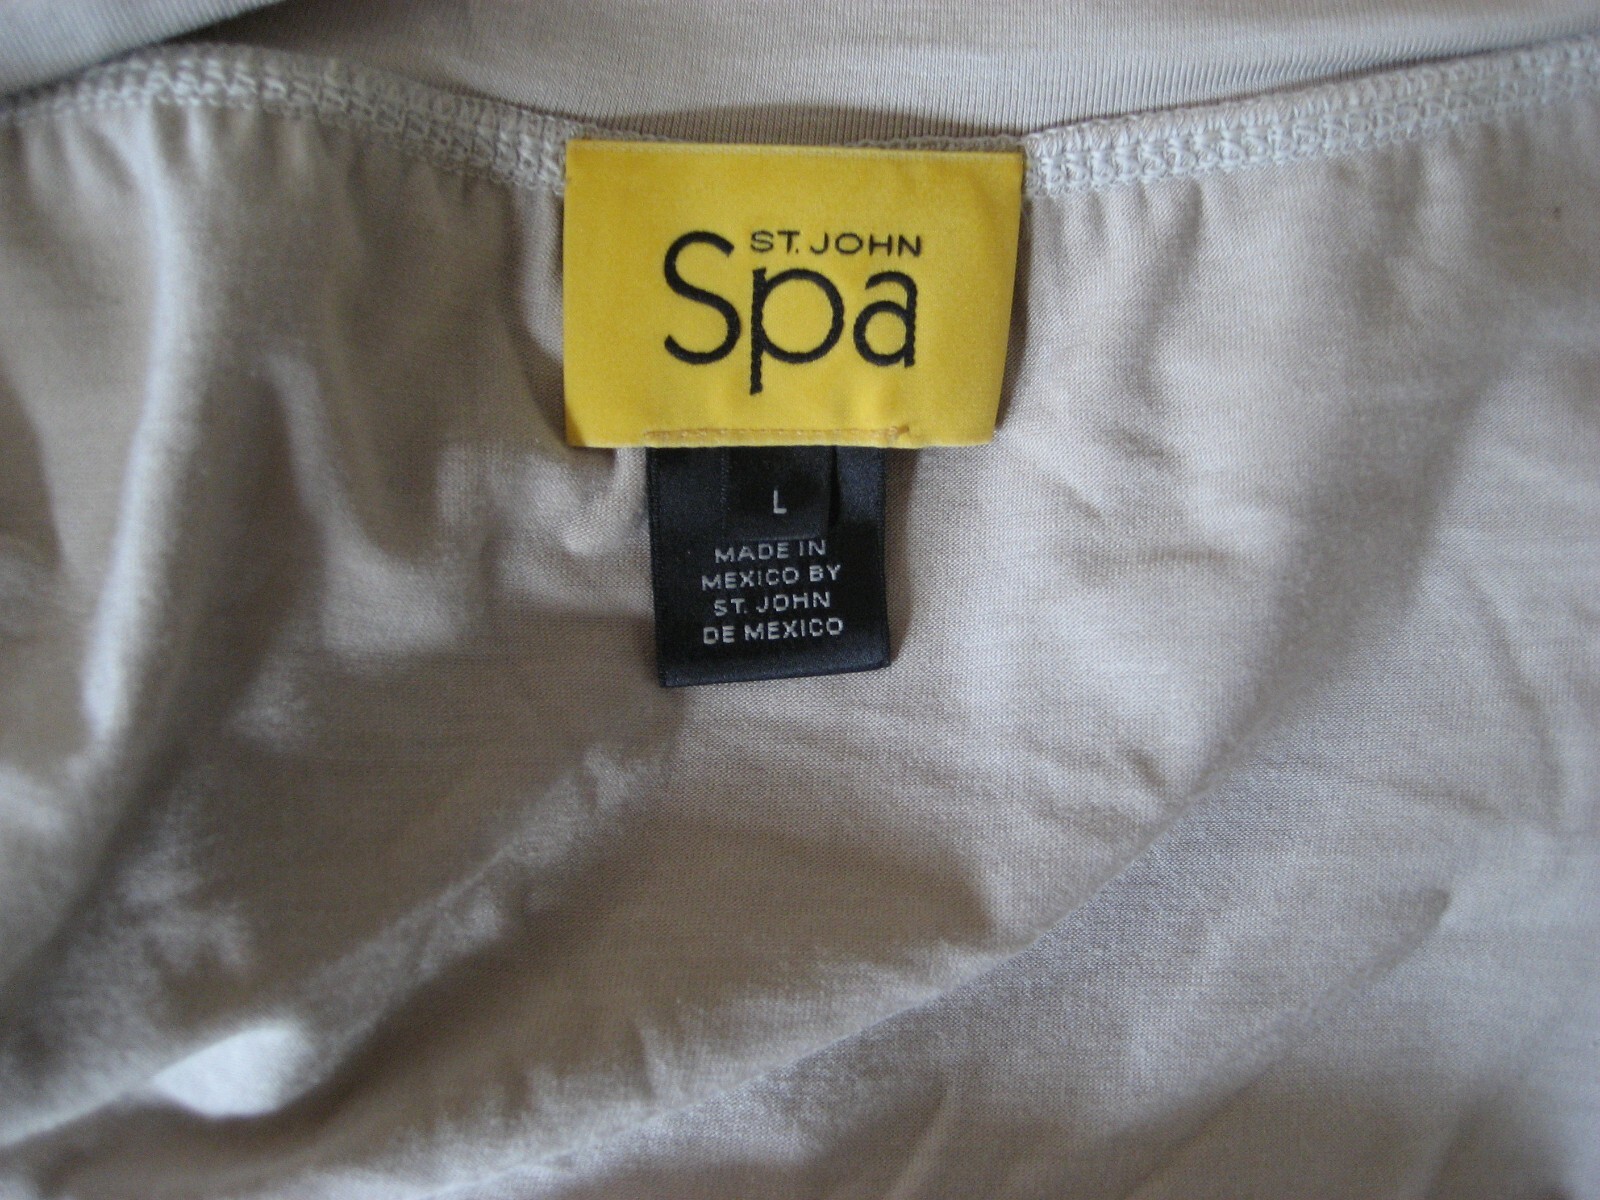 ST. JOHN
Spa
L
MADE IN
MEXICO BY
ST. JOHN
DE MEXICO